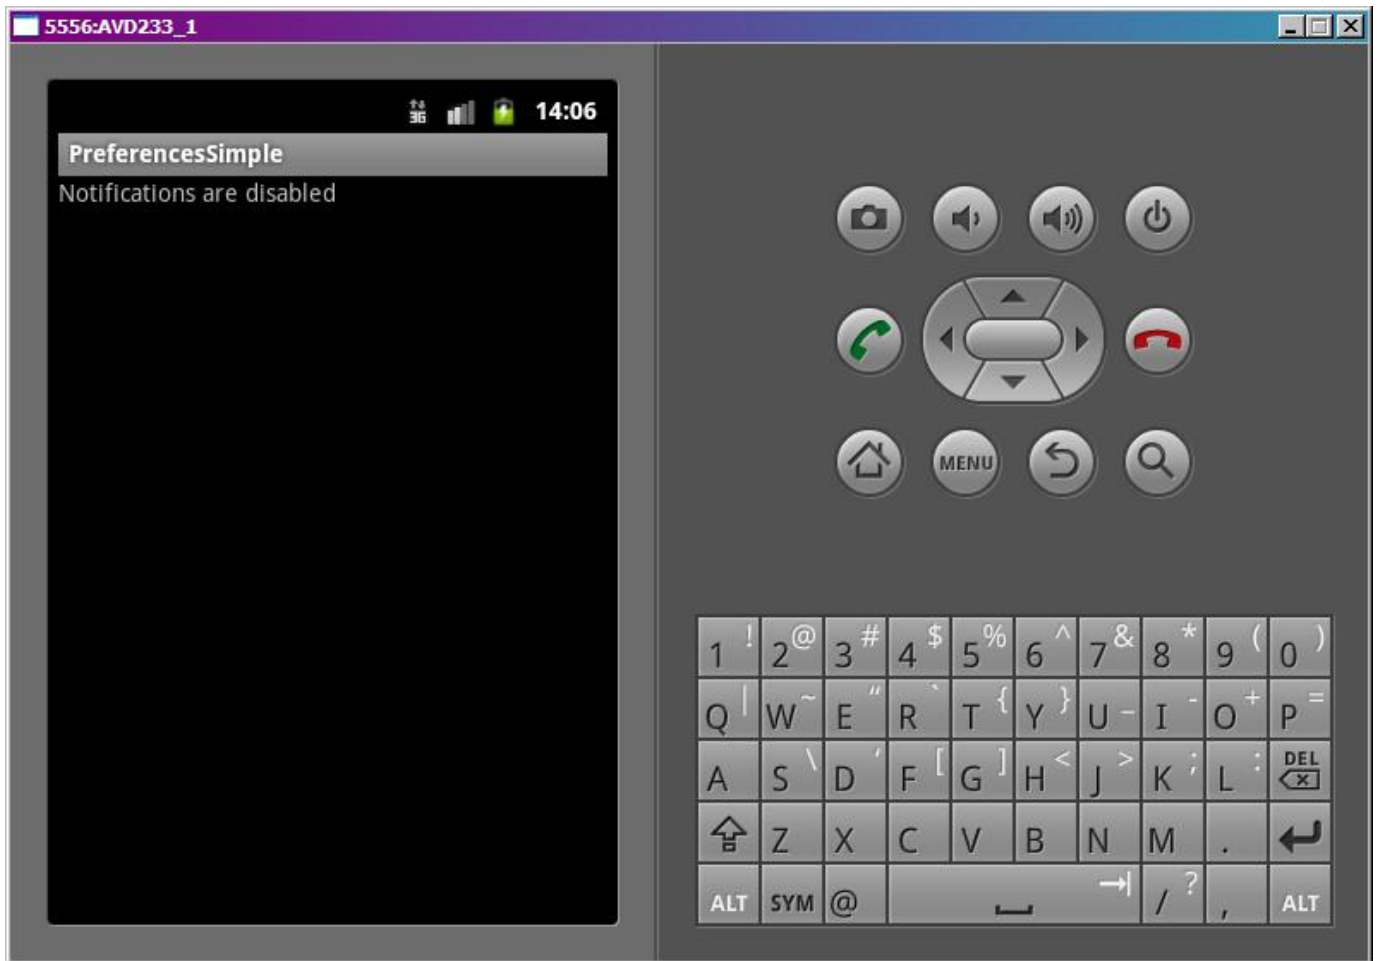 5556:AVD233_1
3G 14:06
PreferencesSimple
Notifications are disabled
MENU
1 ! 2 @ 3 # 4 $ 5 % 6 ^ 7 & 8 * 9 ( 0 )
Q | W ~ E “ R ` T { Y } U _ I - O + P =
A S \ D ‘ F [ G ] H < J > K ; L : DEL
Z X C V B N M .
ALT SYM @ / ? , ALT